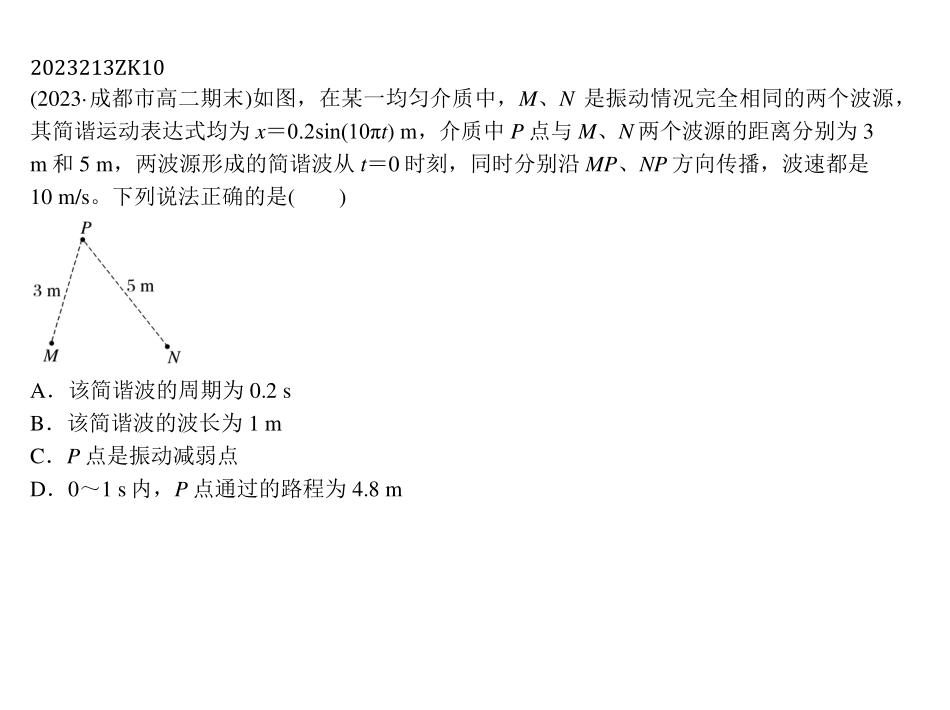 2023213ZK10
(2023·成都市高二期末)如图，在某一均匀介质中，M、N 是振动情况完全相同的两个波源，
其简谐运动表达式均为 x＝0.2sin(10πt) m，介质中 P 点与 M、N 两个波源的距离分别为 3
m 和 5 m，两波源形成的简谐波从 t＝0 时刻，同时分别沿 MP、NP 方向传播，波速都是
10 m/s。下列说法正确的是(　　)
P
3 m
5 m
M
N
A．该简谐波的周期为 0.2 s
B．该简谐波的波长为 1 m
C．P 点是振动减弱点
D．0～1 s 内，P 点通过的路程为 4.8 m